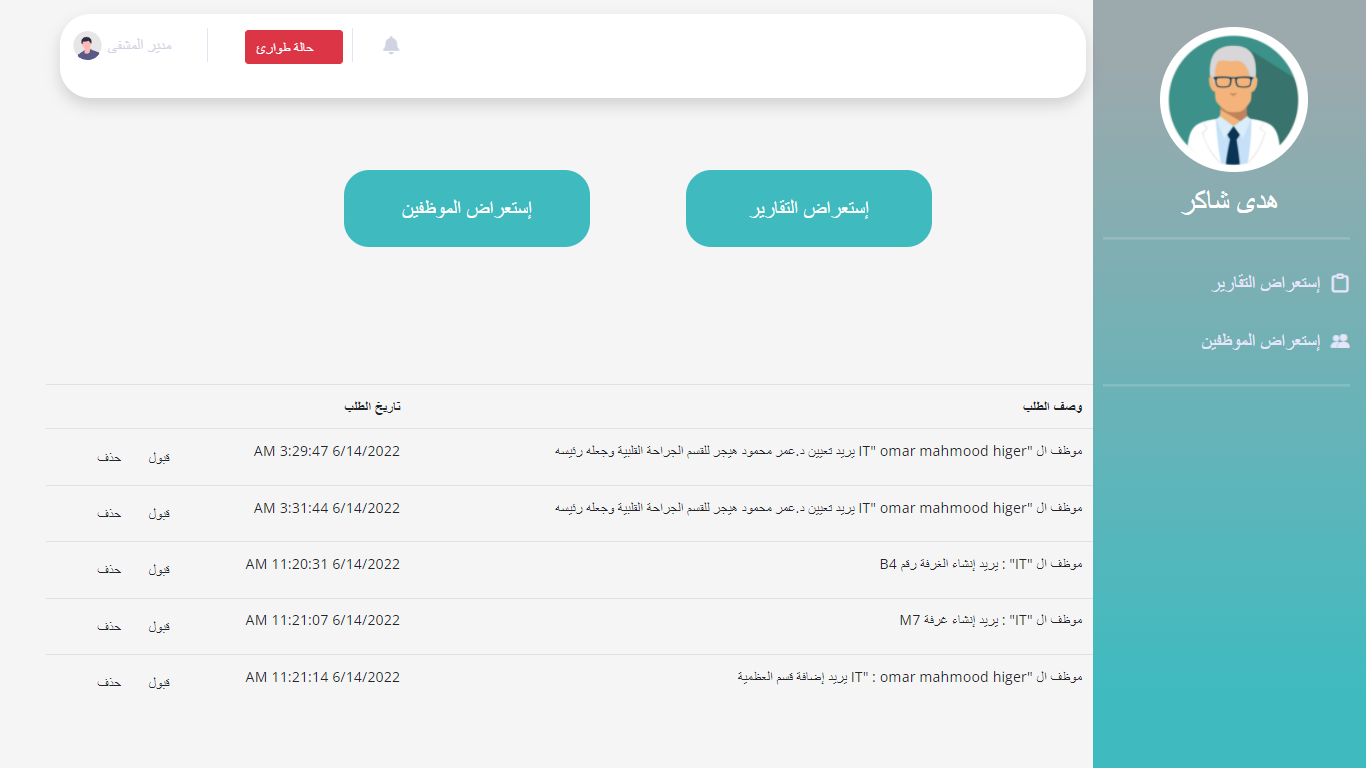 هدى شاكر
إستعراض التقارير
إستعراض الموظفين
حالة طوارئ
مدير المشفى
إستعراض التقارير
إستعراض الموظفين
وصف الطلب
تاريخ الطلب
موظف ال "IT" omar mahmood higer يريد تعيين د.عمر محمود هيجر للقسم الجراحة القلبية وجعله رئيسه
6/14/2022 3:29:47 AM
قبول
حذف
موظف ال "IT" omar mahmood higer يريد تعيين د.عمر محمود هيجر للقسم الجراحة القلبية وجعله رئيسه
6/14/2022 3:31:44 AM
قبول
حذف
موظف ال "IT" : يريد إنشاء الغرفة رقم B4
6/14/2022 11:20:31 AM
قبول
حذف
موظف ال "IT" : يريد إنشاء غرفة M7
6/14/2022 11:21:07 AM
قبول
حذف
موظف ال "IT" : omar mahmood higer يريد إضافة قسم العظمية
6/14/2022 11:21:14 AM
قبول
حذف